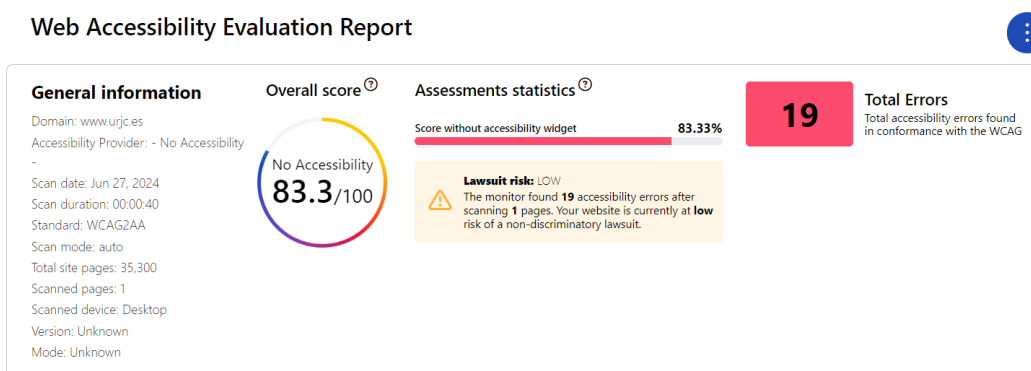 Web Accessibility Evaluation Report
General information
Domain: www.urjc.es
Accessibility Provider: - No Accessibility
-
Scan date: Jun 27, 2024
Scan duration: 00:00:40
Standard: WCAG2AA
Scan mode: auto
Total site pages: 35,300
Scanned pages: 1
Scanned device: Desktop
Version: Unknown
Mode: Unknown
Overall score ?
No Accessibility
83.3/100
Assessments statistics ?
Score without accessibility widget 83.33%
Lawsuit risk: LOW
The monitor found 19 accessibility errors after
scanning 1 pages. Your website is currently at low
risk of a non-discriminatory lawsuit.
19
Total Errors
Total accessibility errors found
in conformance with the WCAG